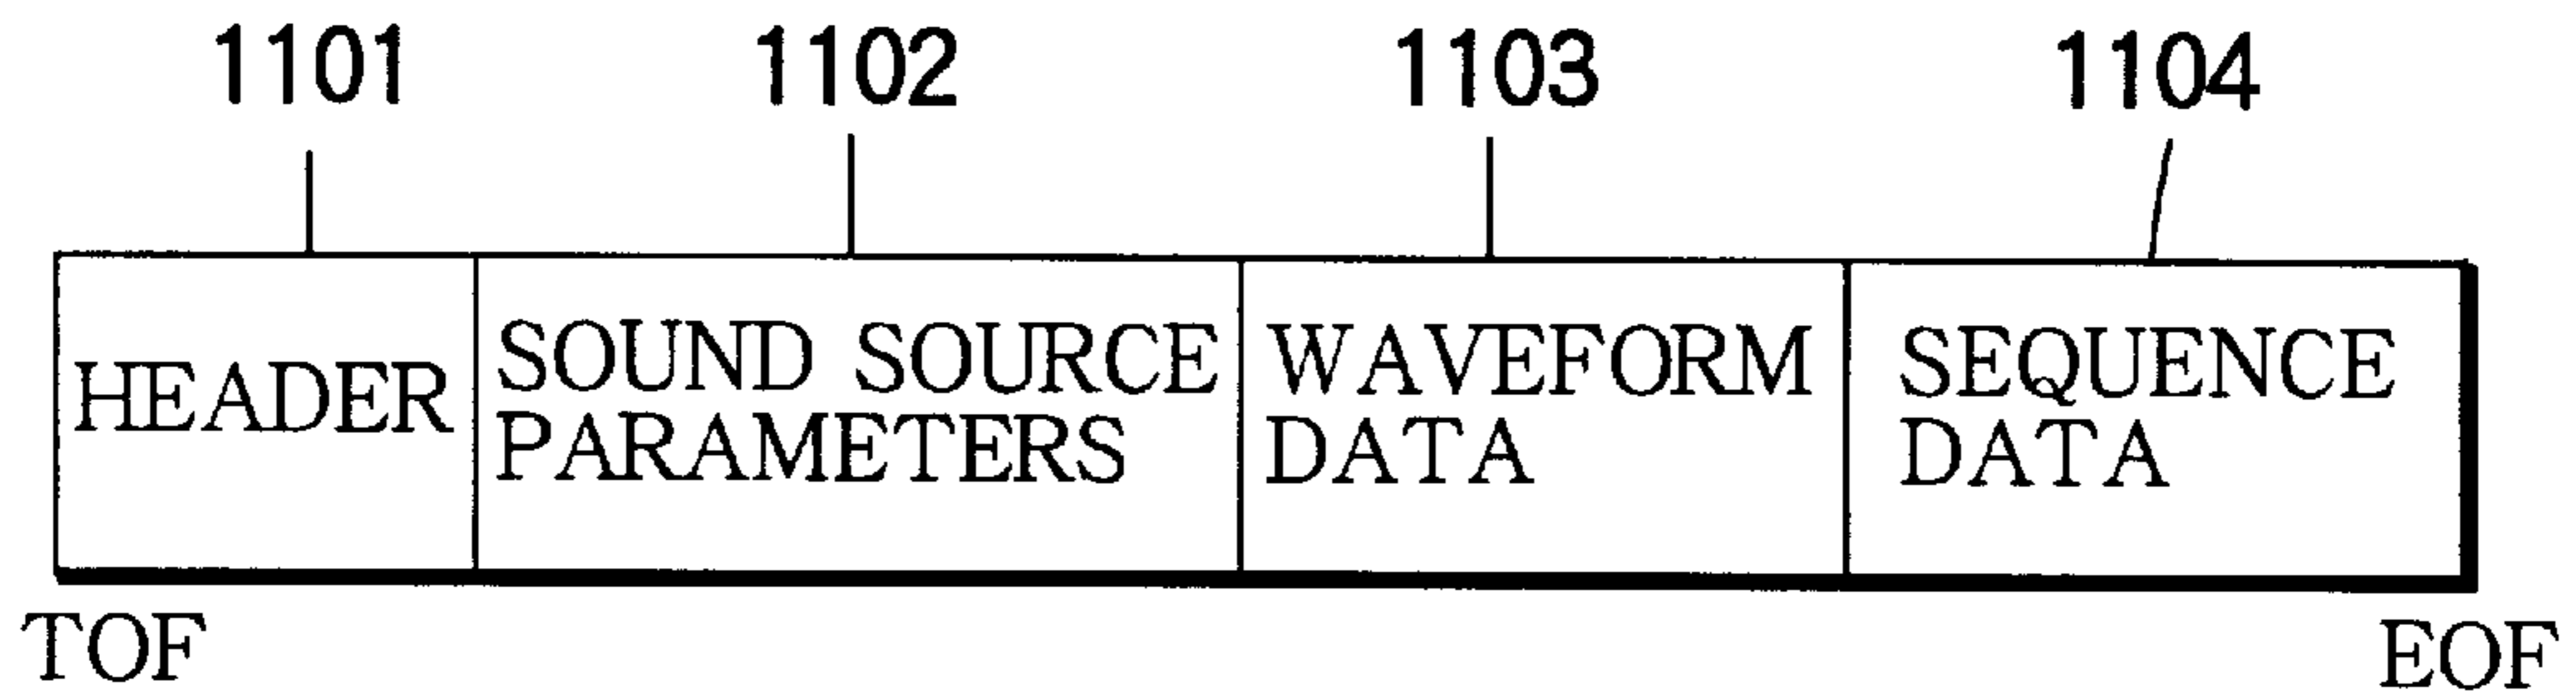 1101
1102
1103
1104
HEADER
SOUND SOURCE
PARAMETERS
WAVEFORM
DATA
SEQUENCE
DATA
TOF
EOF